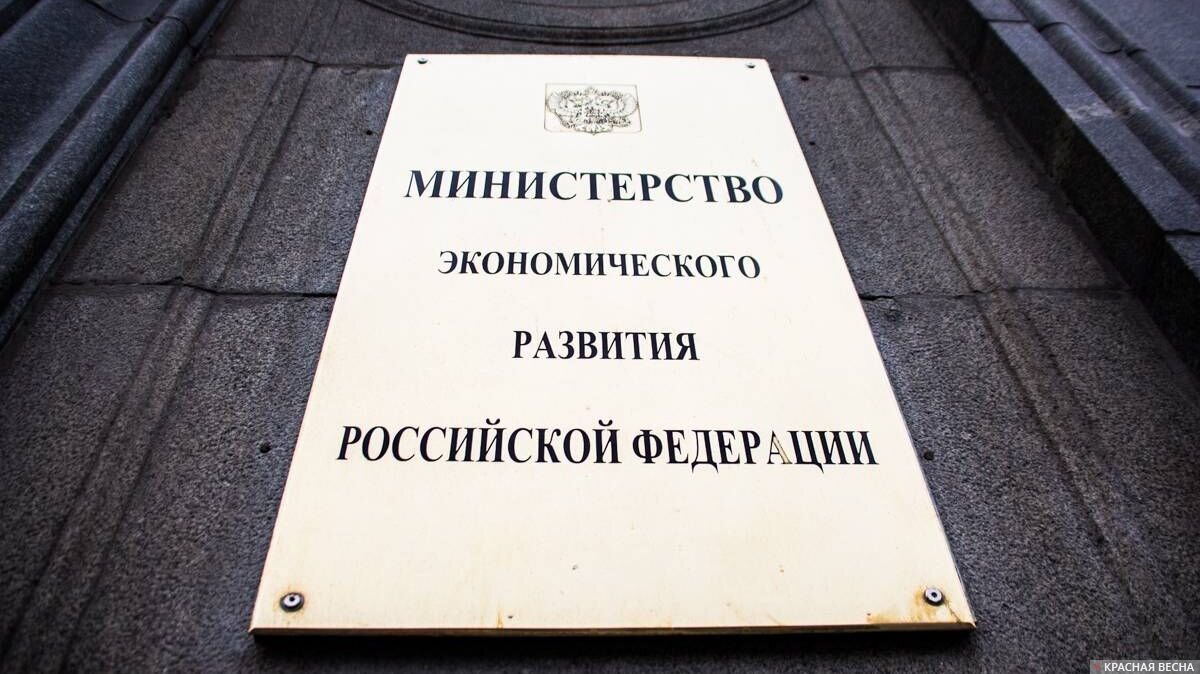 МИНИСТЕРСТВО
ЭКОНОМИЧЕСКОГО
РАЗВИТИЯ
РОССИЙСКОЙ ФЕДЕРАЦИИ
КРАСНАЯ ВЕСНА